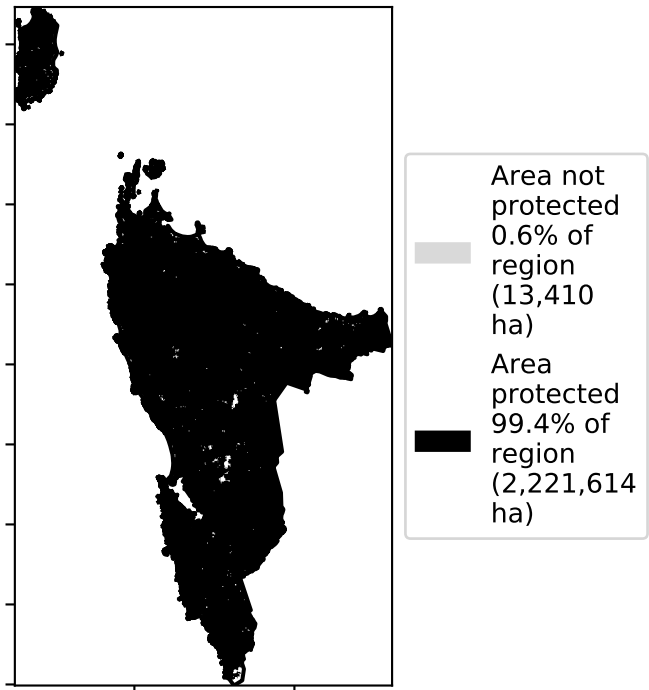 Area not
protected
0.6% of
region
(13,410
ha)
Area
protected
99.4% of
region
(2,221,614
ha)